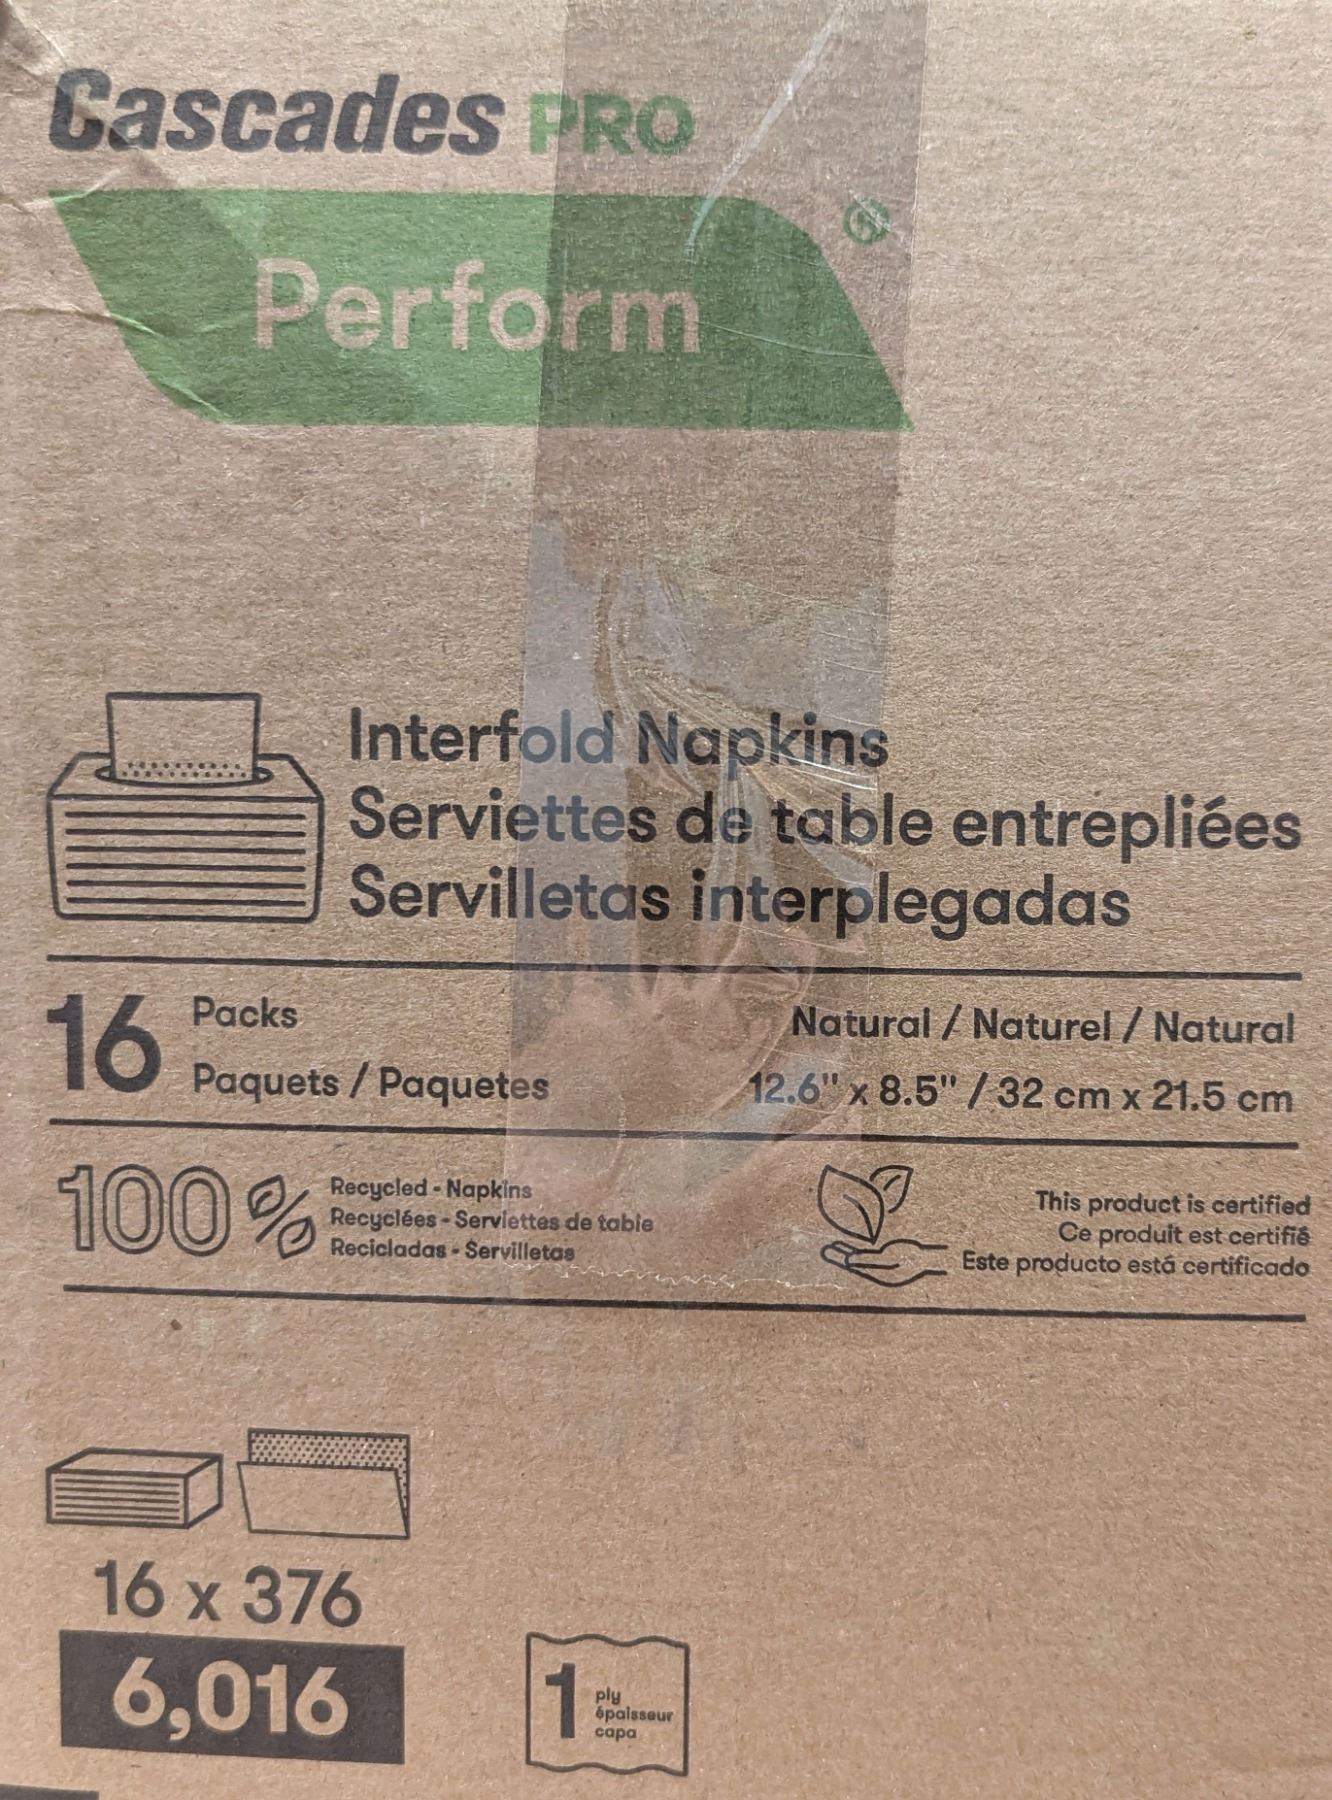 Cascades PRO
Perform
®
Interfold Napkins
Serviettes de table entrepliées
Servilletas interplegadas
16 Packs
Paquets / Paquetes
Natural / Naturel / Natural
12.6" x 8.5" / 32 cm x 21.5 cm
100%
Recycled - Napkins
Recyclées - Serviettes de table
Recicladas - Servilletas
This product is certified
Ce produit est certifié
Este producto está certificado
16 x 376
6,016
1
ply
épaisseur
capa